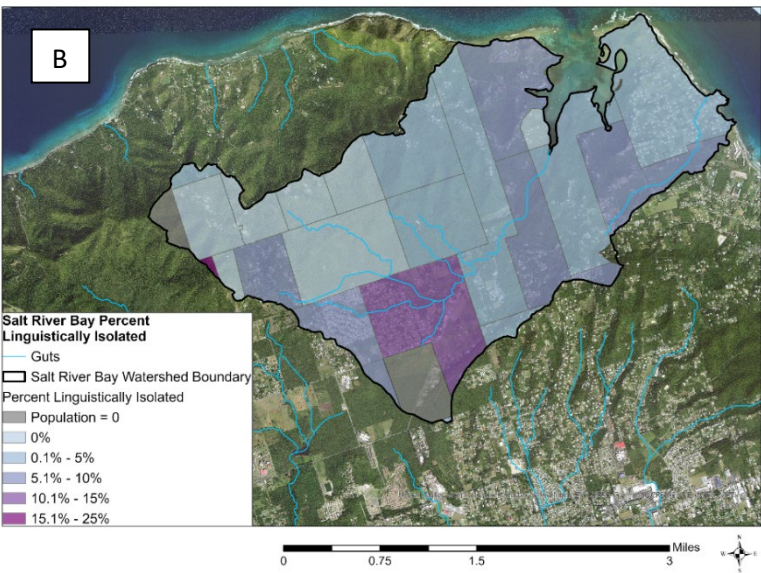 B
Salt River Bay Percent
Linguistically Isolated
Guts
Salt River Bay Watershed Boundary
Percent Linguistically Isolated
Population = 0
0%
0.1% - 5%
5.1% - 10%
10.1% - 15%
15.1% - 25%
Miles
0 0.75 1.5 3
N
W E
S